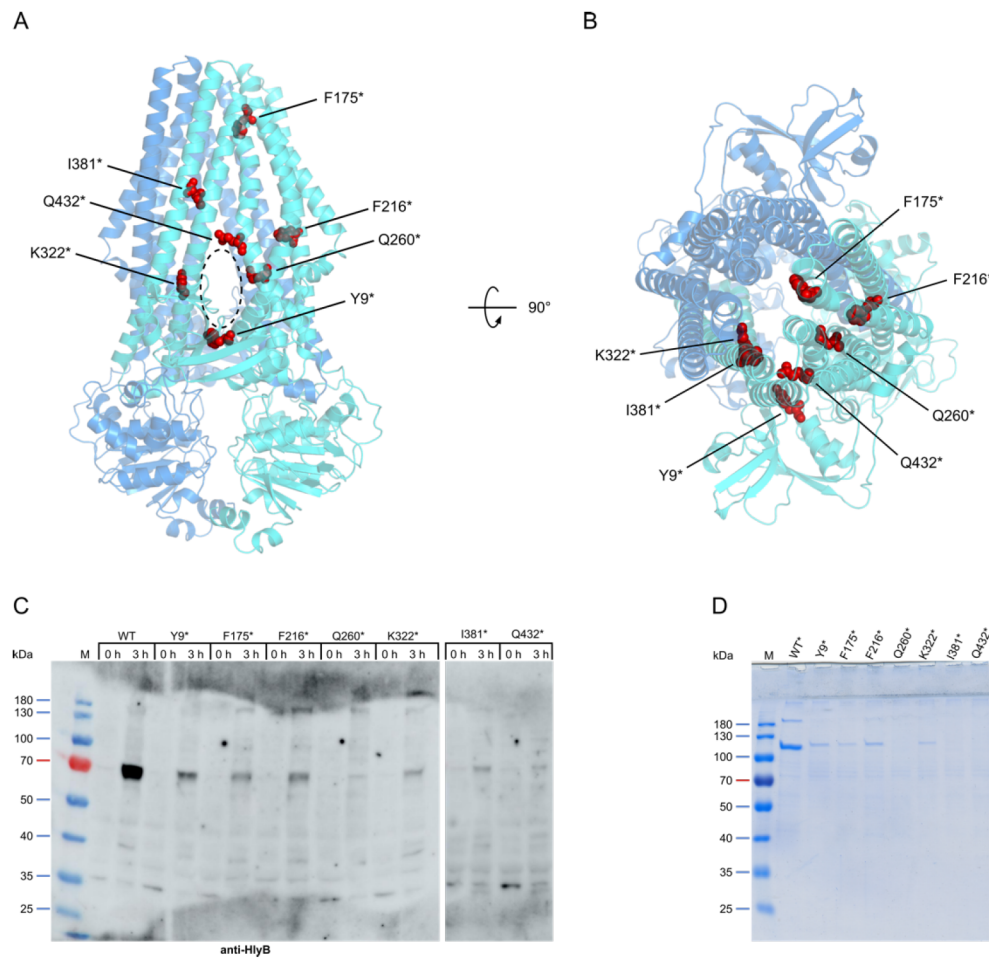 A
B
F175*
I381*
Q432*
F216*
K322*
Q260*
Y9*
90°
F175*
F216*
K322*
I381*
Q260*
Y9*
Q432*
C
D
WT Y9* F175* F216* Q260* K322* I381* Q432*
kDa M 0 h 3 h 0 h 3 h 0 h 3 h 0 h 3 h 0 h 3 h 0 h 3 h 0 h 3 h 0 h 3 h
180
130
100
70
50
40
35
25
anti-HlyB
kDa M WT* Y9* F175* F216* Q260* K322* I381* Q432*
180
130
100
70
50
40
35
25